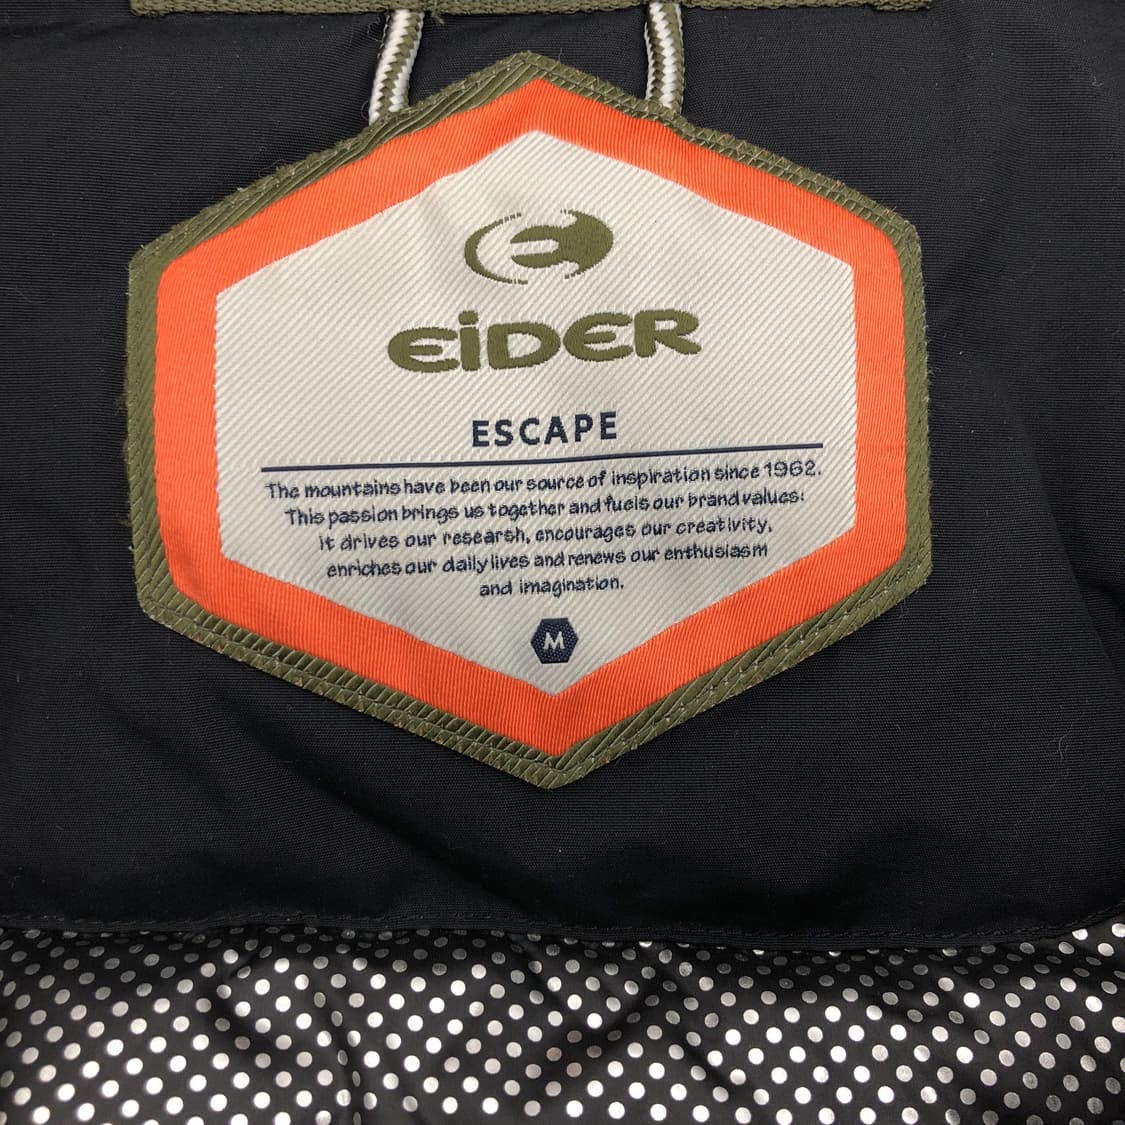 EiDER
ESCAPE
The mountains have been our source of inspiration since 1962.
This passion brings us together and fuels our brand values:
it drives our research, encourages our creativity,
enriches our daily lives and renews our enthusiasm
and imagination.
M